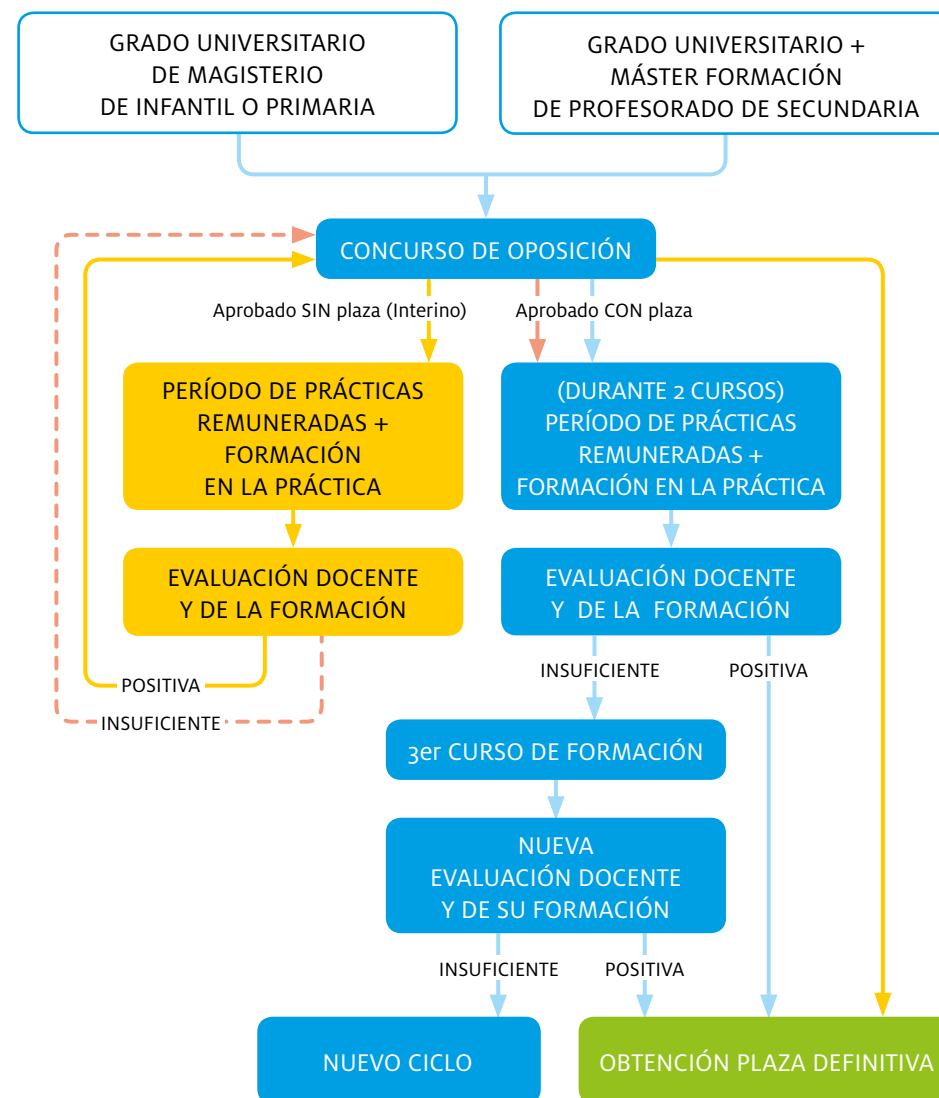 GRADO UNIVERSITARIO
DE MAGISTERIO
DE INFANTIL O PRIMARIA
GRADO UNIVERSITARIO +
MÁSTER FORMACIÓN
DE PROFESORADO DE SECUNDARIA
CONCURSO DE OPOSICIÓN
Aprobado SIN plaza (Interino)
Aprobado CON plaza
PERÍODO DE PRÁCTICAS
REMUNERADAS +
FORMACIÓN
EN LA PRÁCTICA
(DURANTE 2 CURSOS)
PERÍODO DE PRÁCTICAS
REMUNERADAS +
FORMACIÓN EN LA PRÁCTICA
EVALUACIÓN DOCENTE
Y DE LA FORMACIÓN
EVALUACIÓN DOCENTE
Y DE LA FORMACIÓN
POSITIVA
INSUFICIENTE
INSUFICIENTE
POSITIVA
3er CURSO DE FORMACIÓN
NUEVA
EVALUACIÓN DOCENTE
Y DE SU FORMACIÓN
INSUFICIENTE
POSITIVA
NUEVO CICLO
OBTENCIÓN PLAZA DEFINITIVA